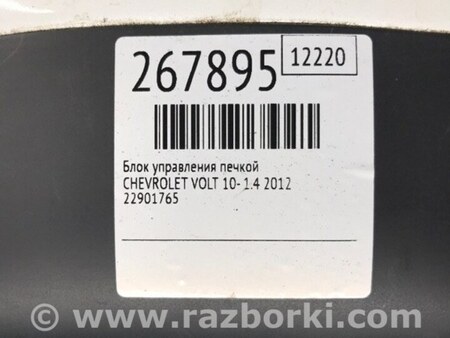 267895
12220
Блок управления печкой
CHEVROLET VOLT 10- 1.4 2012
22901765
© www.razborki.com